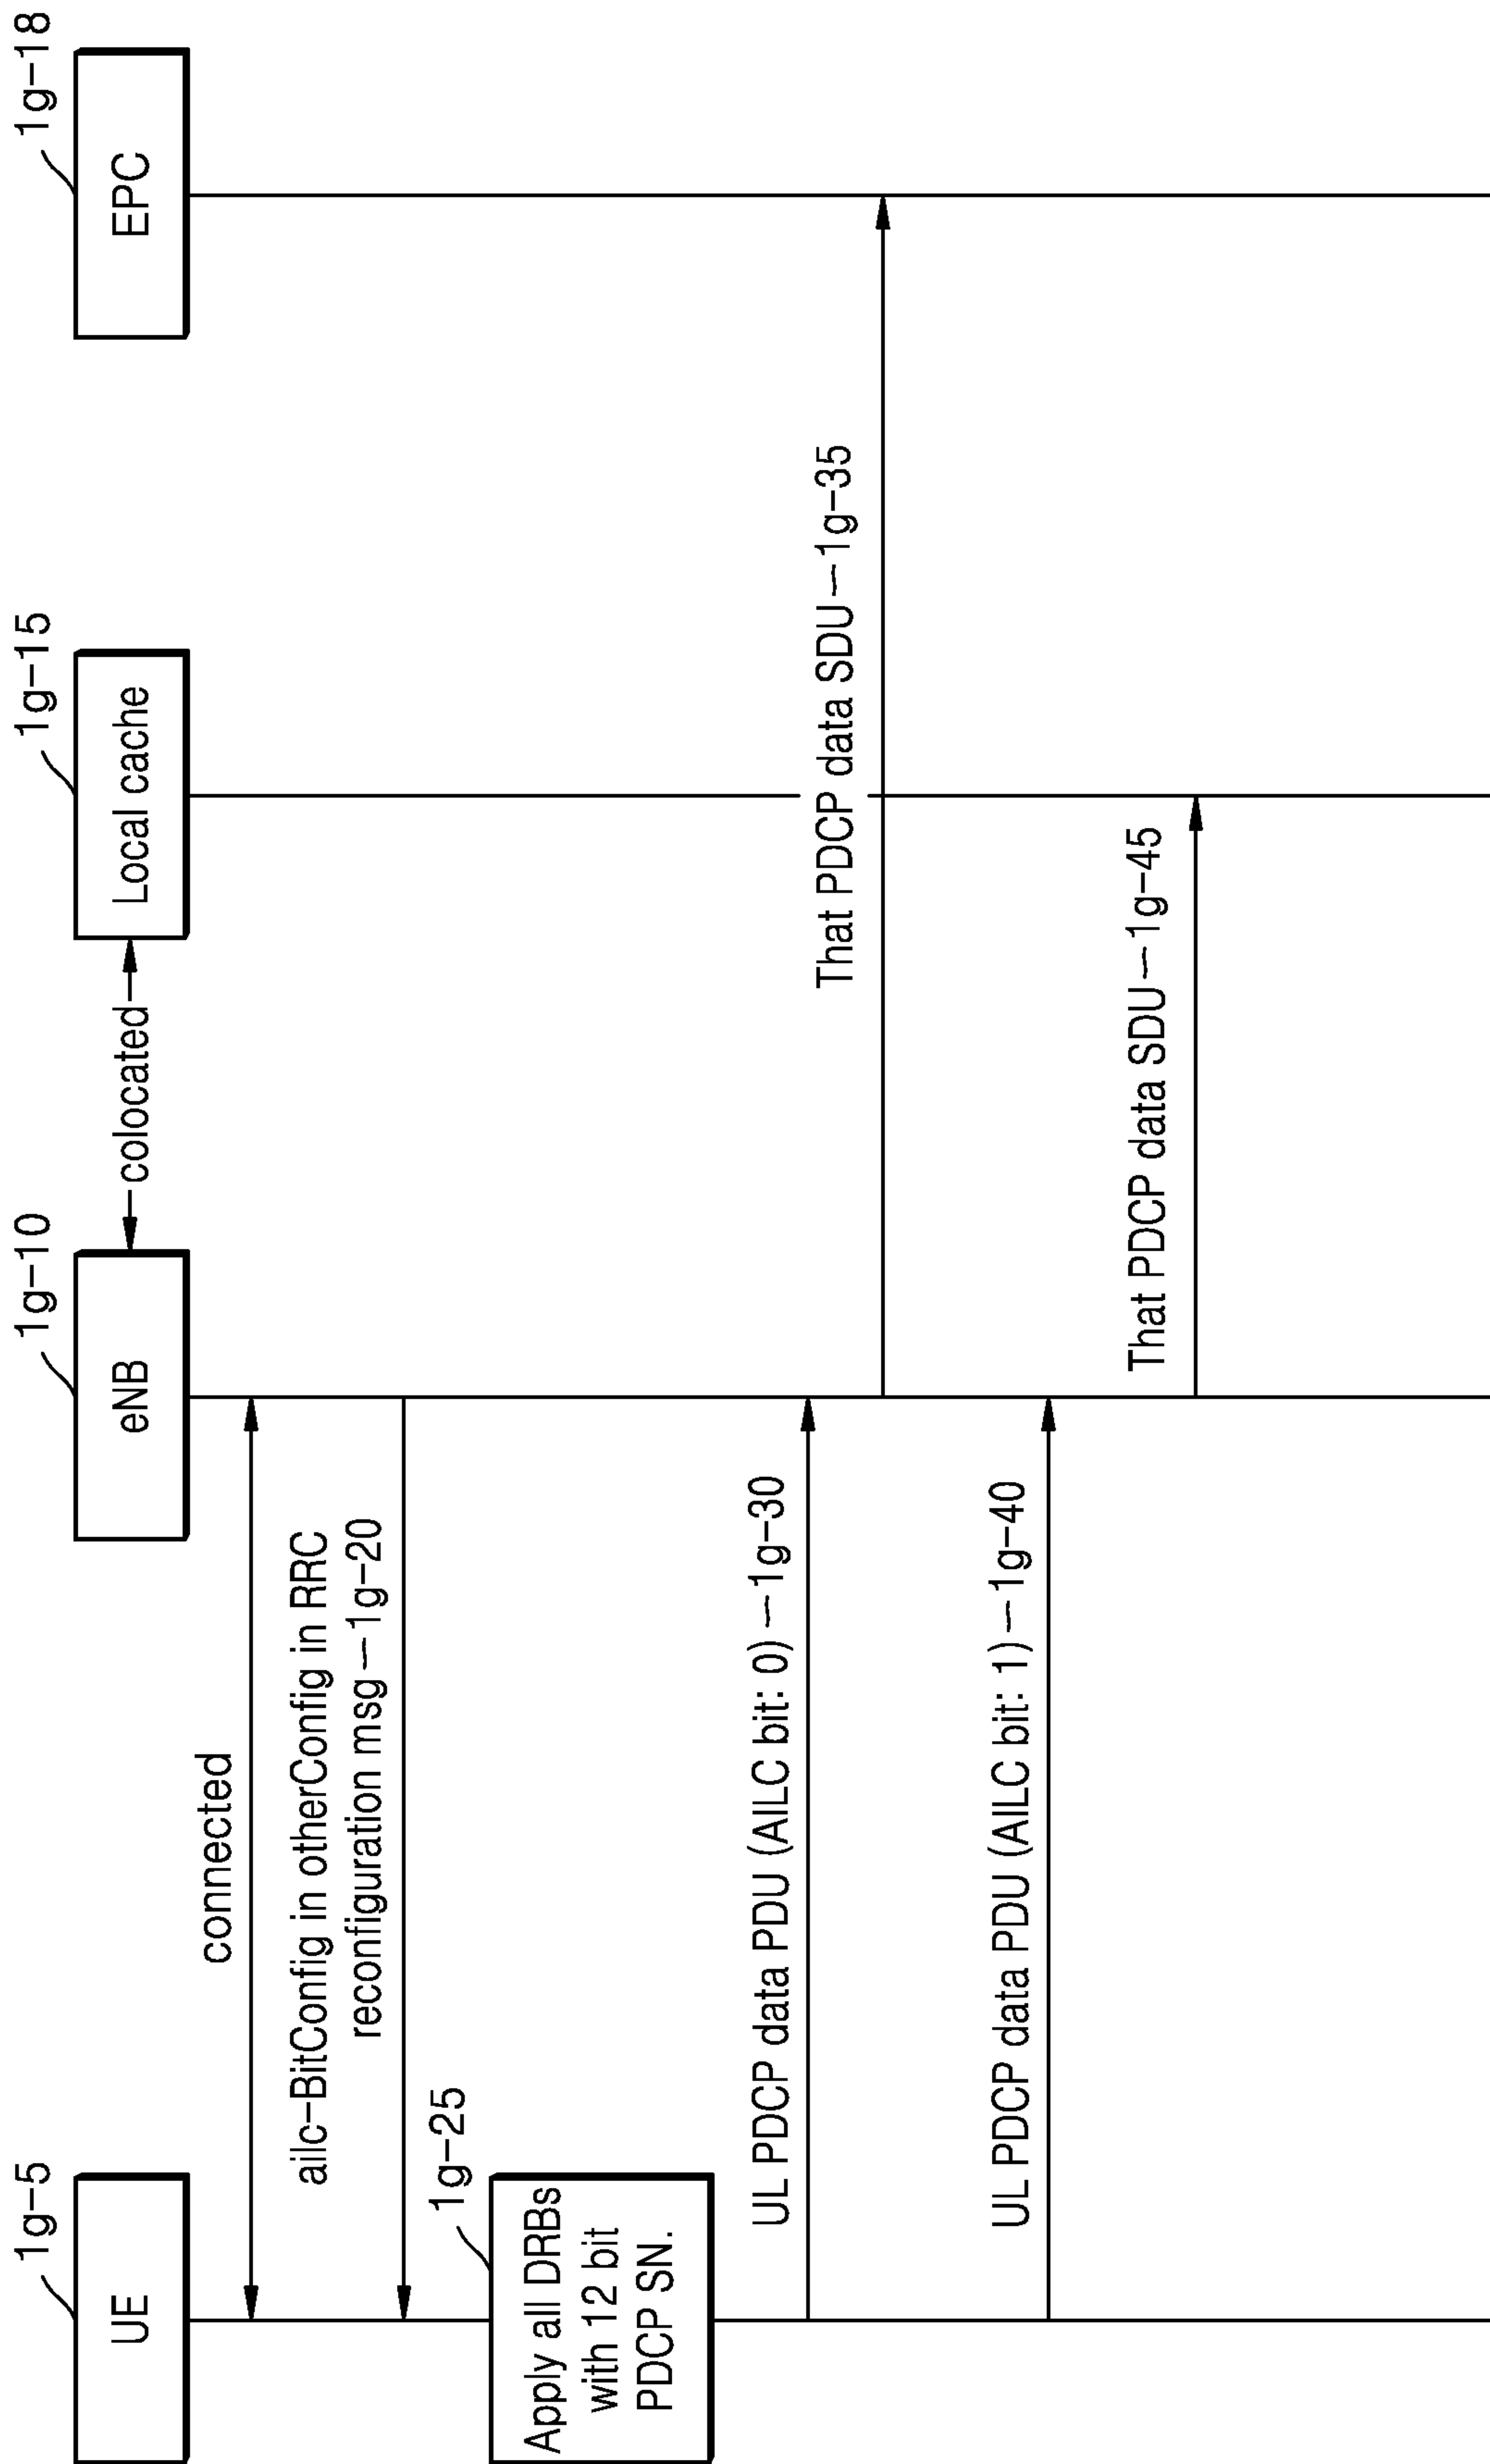 1g-5
UE
1g-10
eNB
colocated
1g-15
Local cache
1g-18
EPC
connected
ailc-BitConfig in otherConfig in RRC
reconfiguration msg 1g-20
1g-25
Apply all DRBs
with 12 bit
PDCP SN.
UL PDCP data PDU (AILC bit: 0) 1g-30
That PDCP data SDU 1g-35
UL PDCP data PDU (AILC bit: 1) 1g-40
That PDCP data SDU 1g-45